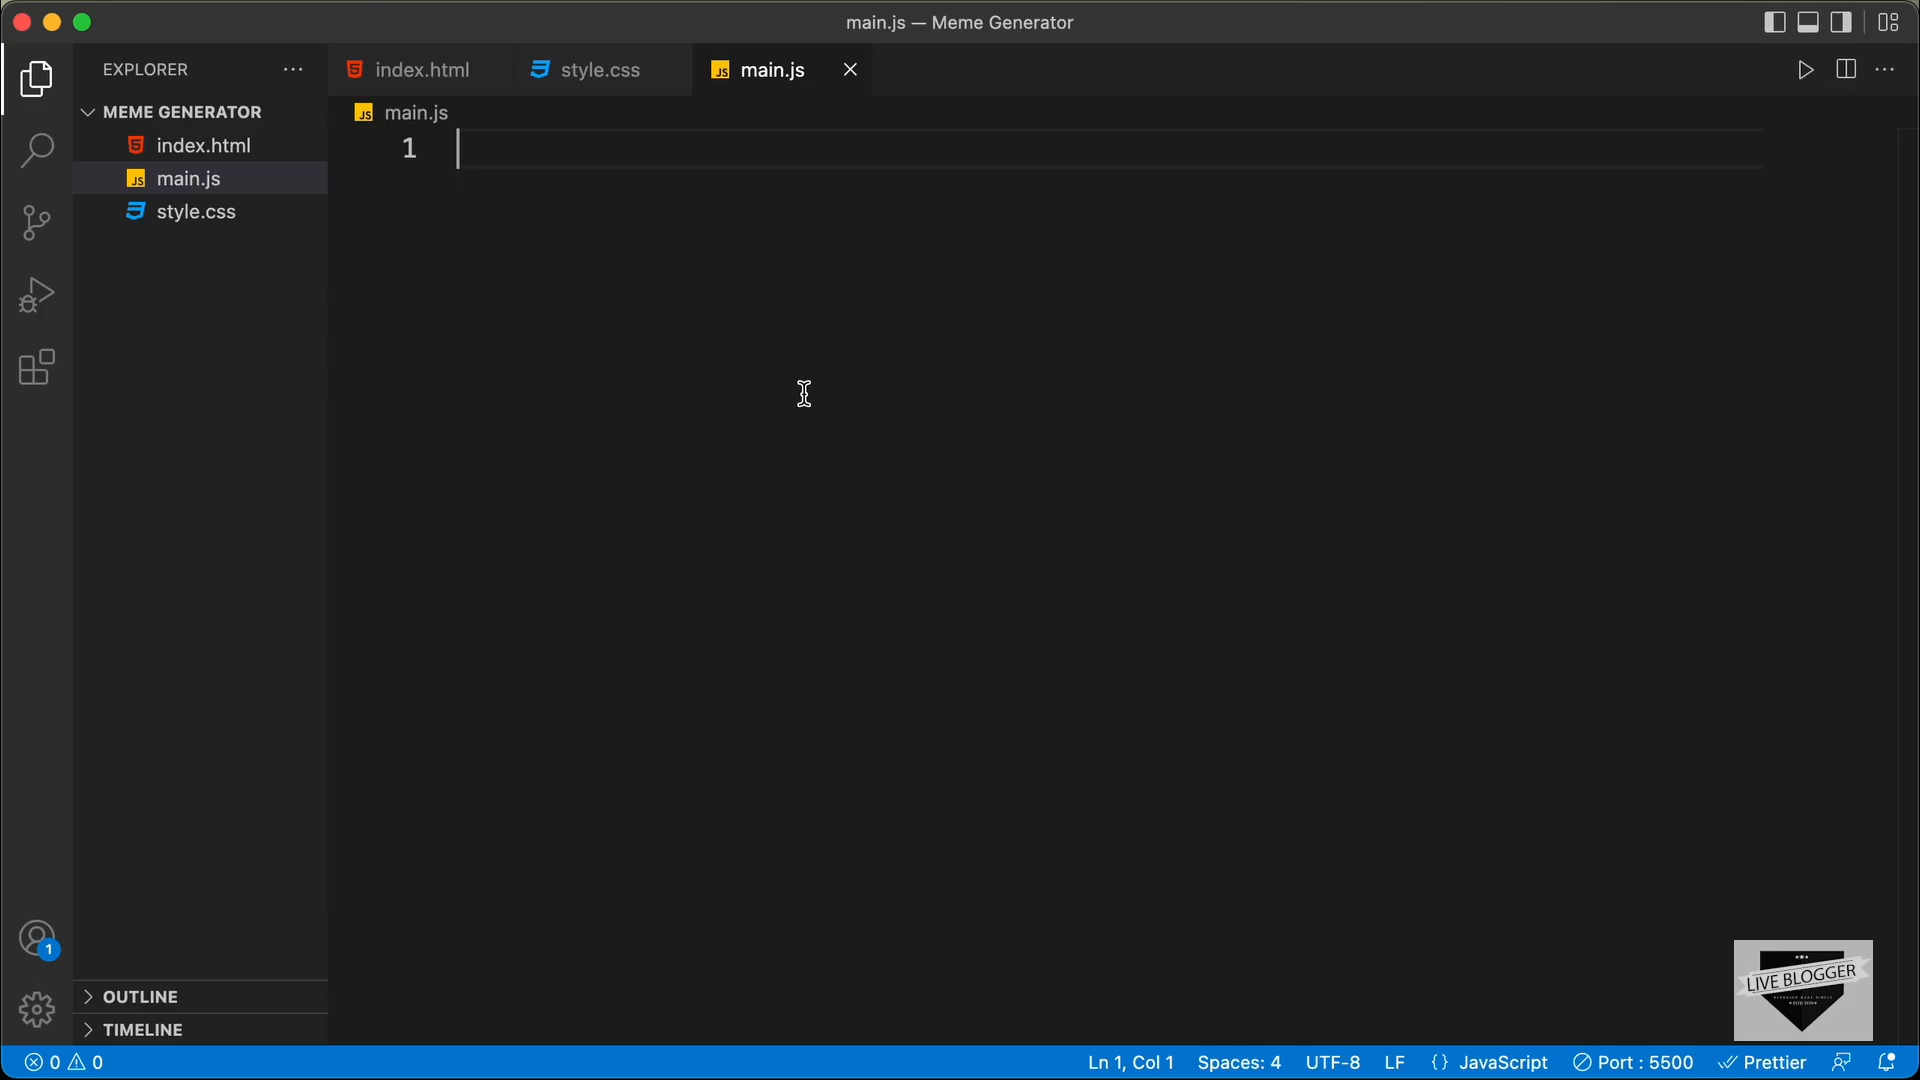 main.js — Meme Generator
EXPLORER
index.html
style.css
main.js
MEME GENERATOR
main.js
index.html
1
main.js
style.css
1
OUTLINE
TIMELINE
LIVE BLOGGER
0 0
Ln 1, Col 1 Spaces: 4 UTF-8 LF {} JavaScript Port : 5500 Prettier